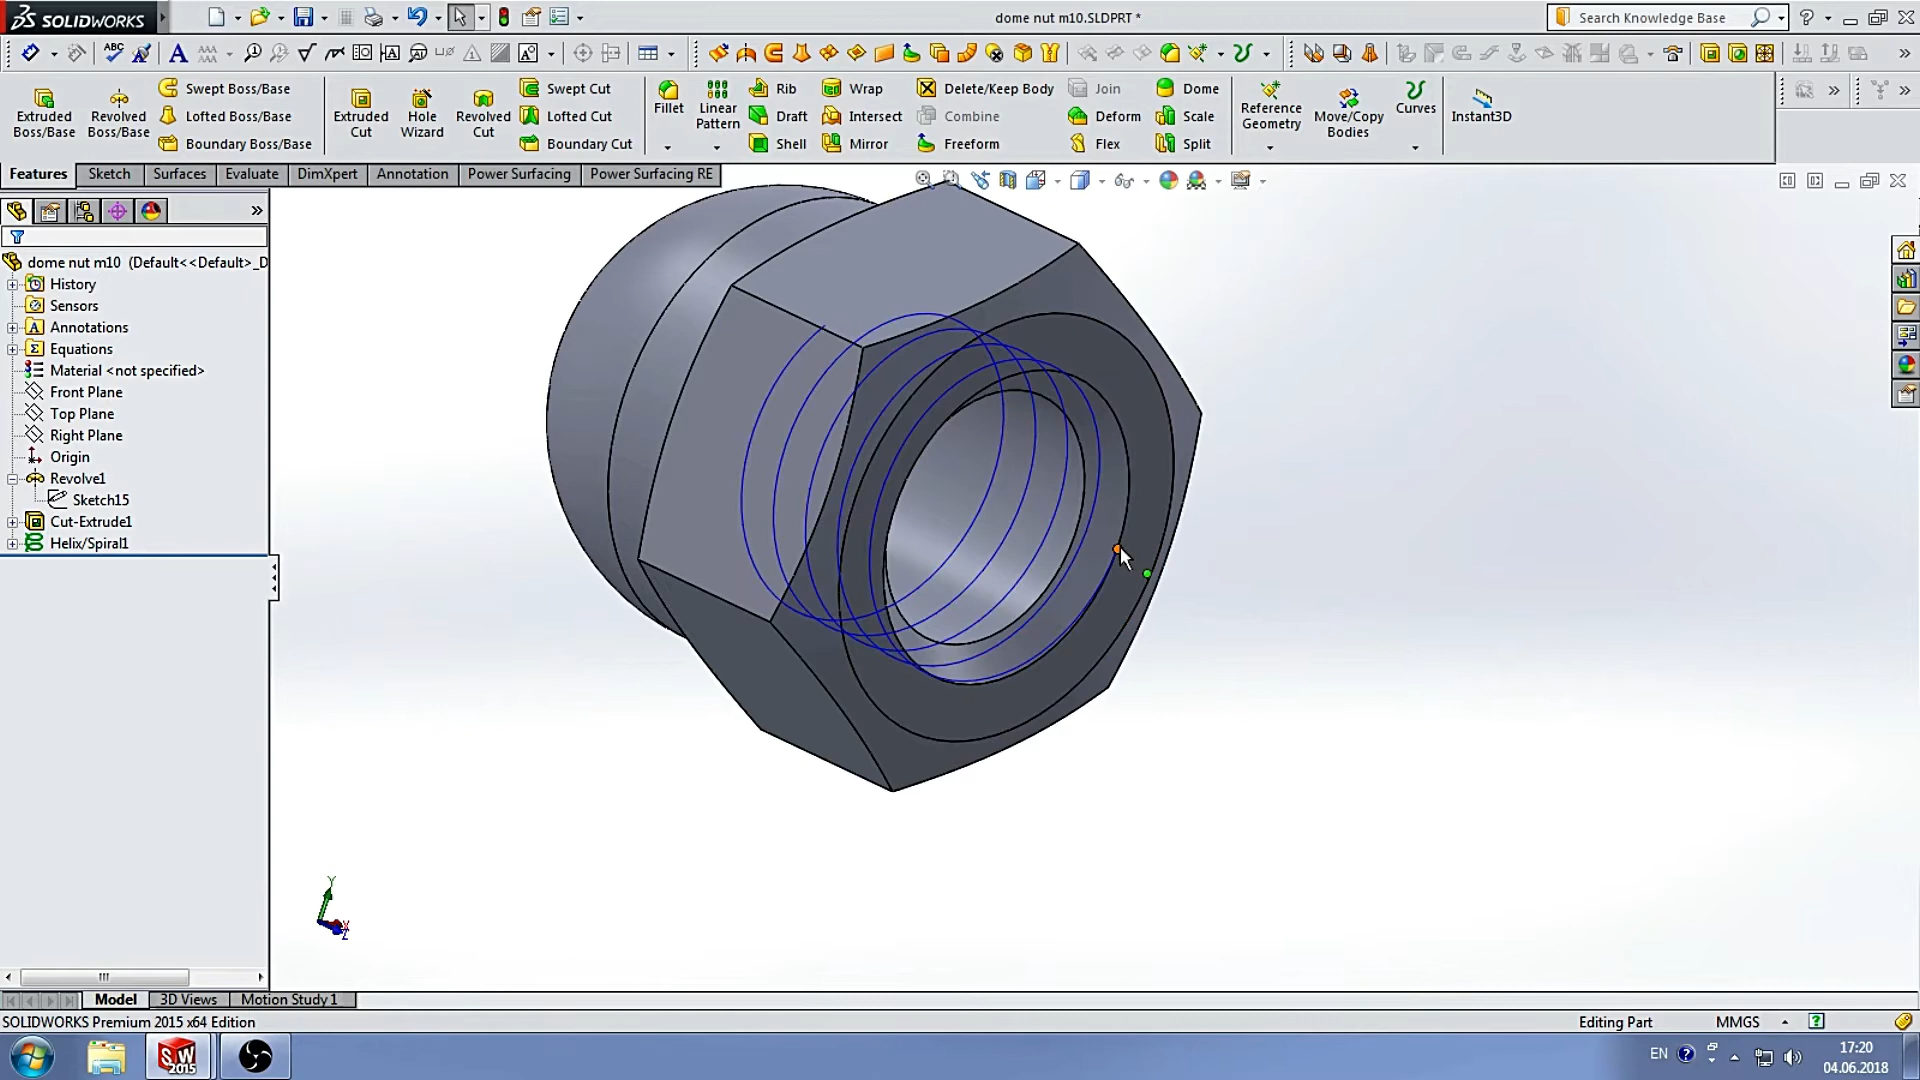 SOLIDWORKS
dome nut m10.SLDPRT *
Search Knowledge Base
Extruded Boss/Base
Revolved Boss/Base
Swept Boss/Base
Lofted Boss/Base
Boundary Boss/Base
Extruded Cut
Hole Wizard
Revolved Cut
Swept Cut
Lofted Cut
Boundary Cut
Fillet
Linear Pattern
Rib
Draft
Shell
Wrap
Intersect
Mirror
Delete/Keep Body
Combine
Freeform
Join
Deform
Flex
Dome
Scale
Split
Reference Geometry
Move/Copy Bodies
Curves
Instant3D
Features
Sketch
Surfaces
Evaluate
DimXpert
Annotation
Power Surfacing
Power Surfacing RE
dome nut m10 (Default<<Default>_D
History
Sensors
Annotations
Equations
Material <not specified>
Front Plane
Top Plane
Right Plane
Origin
Revolve1
Sketch15
Cut-Extrude1
Helix/Spiral1
Y
X
Z
Model
3D Views
Motion Study 1
SOLIDWORKS Premium 2015 x64 Edition
Editing Part
MMGS
SW 2015
EN
17:20
04.06.2018